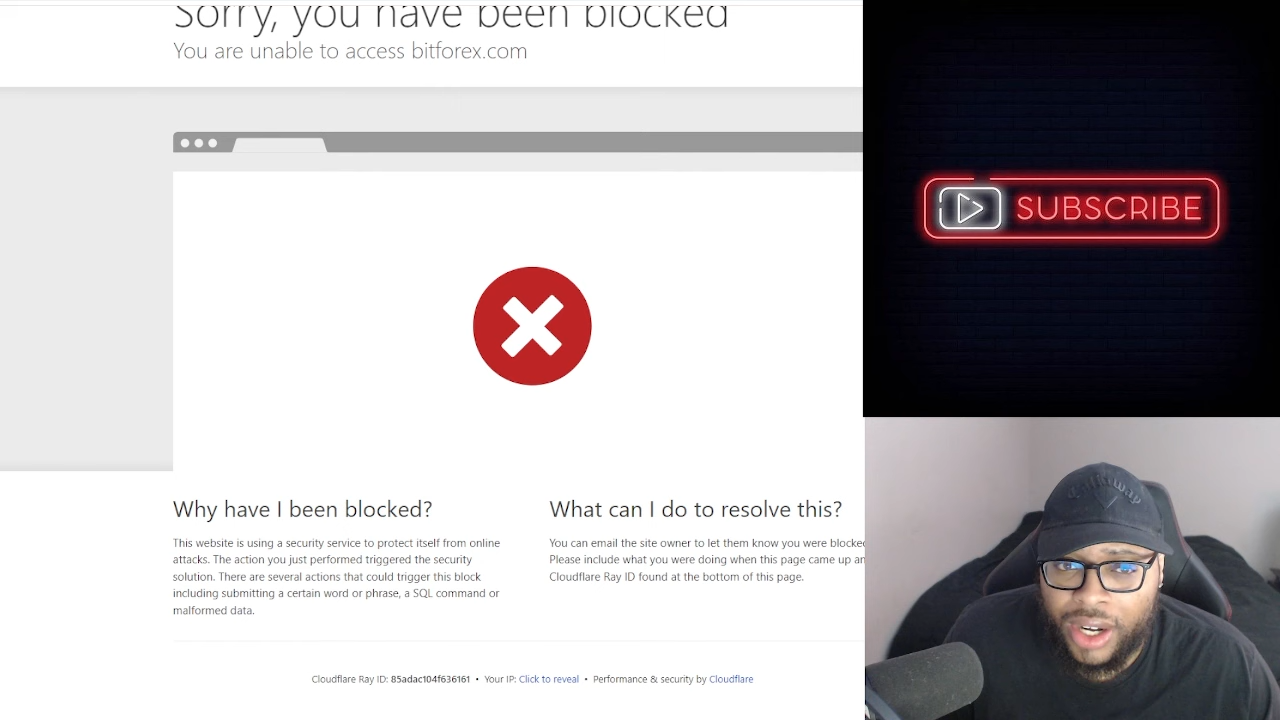 Sorry, you have been blocked
You are unable to access bitforex.com
SUBSCRIBE
Why have I been blocked?
This website is using a security service to protect itself from online
attacks. The action you just performed triggered the security
solution. There are several actions that could trigger this block
including submitting a certain word or phrase, a SQL command or
malformed data.
What can I do to resolve this?
You can email the site owner to let them know you were blocked
Please include what you were doing when this page came up an
Cloudflare Ray ID found at the bottom of this page.
Cloudflare Ray ID: 85adac104f636161 • Your IP: Click to reveal • Performance & security by Cloudflare
Callaway